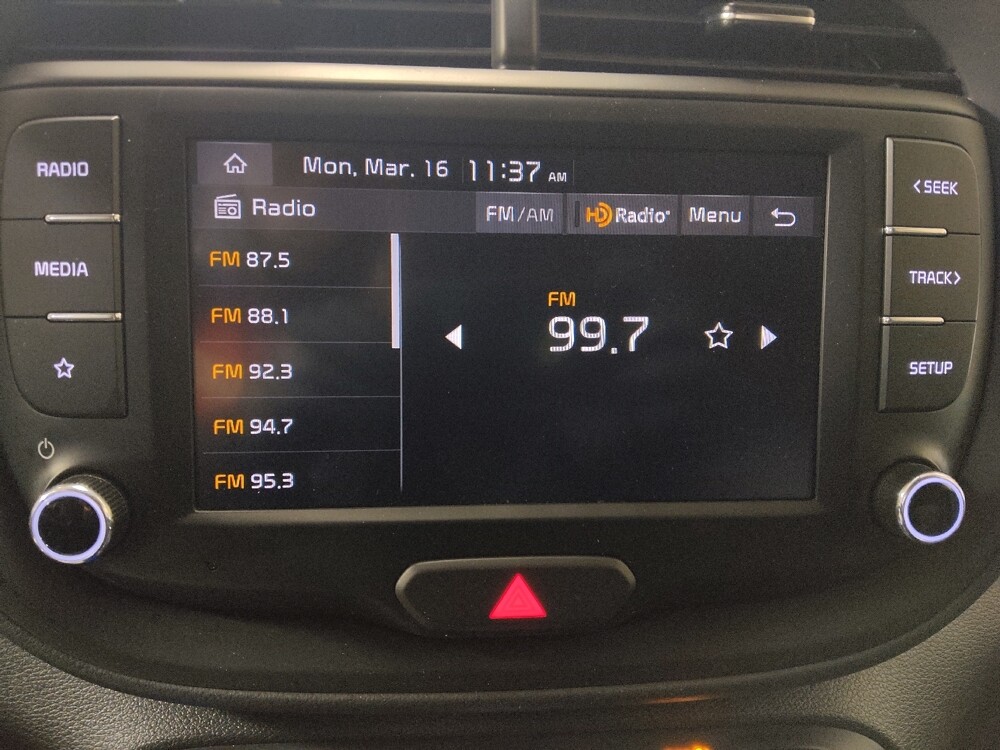 RADIO
MEDIA
Mon, Mar. 16 11:37 AM
Radio FM/AM HD Radio® Menu
FM 87.5
FM 88.1
FM 92.3
FM 94.7
FM 95.3
FM
99.7
<SEEK
TRACK>
SETUP